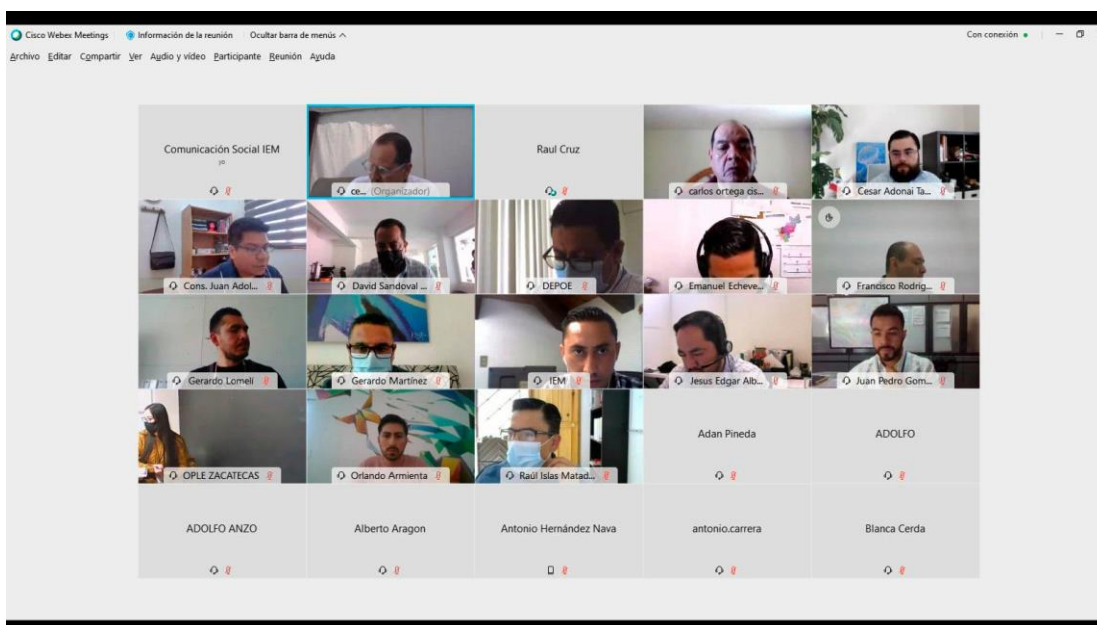 Cisco Webex Meetings Información de la reunión Ocultar barra de menús Con conexión
Archivo Editar Compartir Ver Audio y vídeo Participante Reunión Ayuda
Comunicación Social IEM
yo
ce... (Organizador)
Raul Cruz
carlos ortega cis...
Cesar Adonai Ta...
Cons. Juan Adol...
David Sandoval ...
DEPOE
Emanuel Echeve...
Francisco Rodrig...
Gerardo Lomelí
Gerardo Martínez
IEM
Jesus Edgar Alb...
Juan Pedro Gom...
OPLE ZACATECAS
Orlando Armienta
Raúl Islas Matad...
Adan Pineda
ADOLFO
ADOLFO ANZO
Alberto Aragon
Antonio Hernández Nava
antonio.carrera
Blanca Cerda